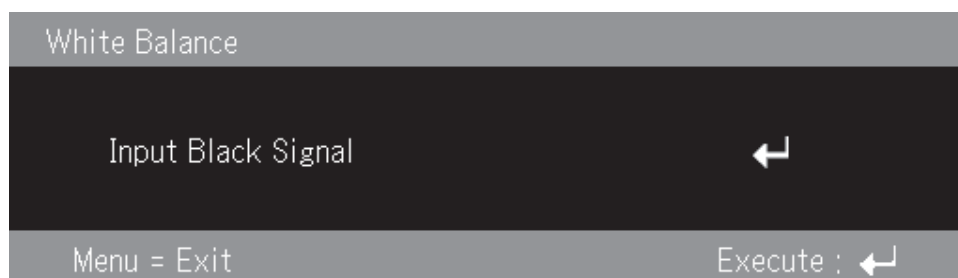 White Balance
Input Black Signal ↵
Menu = Exit
Execute : ↵